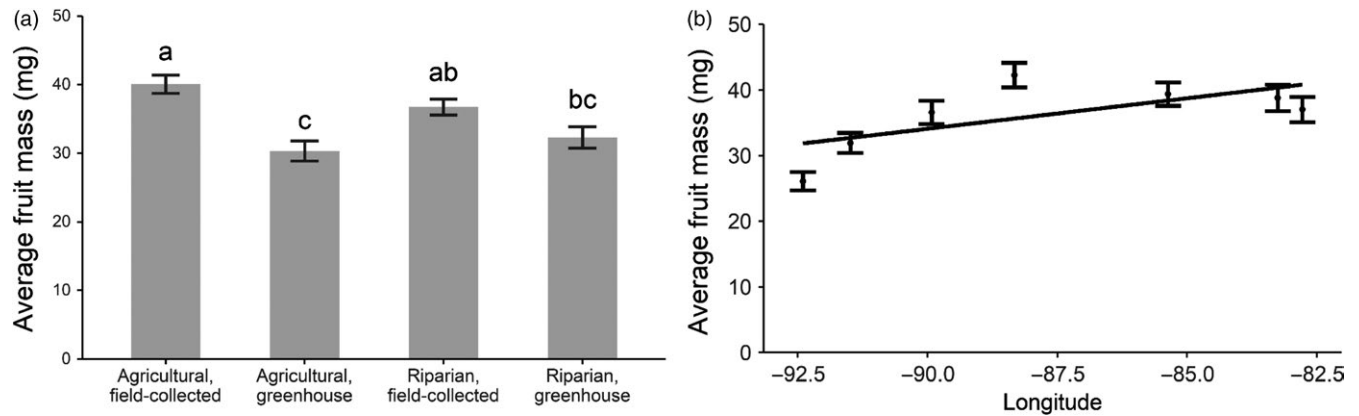 (a)
50
40
30
20
10
0
Average fruit mass (mg)
a
c
ab
bc
Agricultural,
field-collected
Agricultural,
greenhouse
Riparian,
field-collected
Riparian,
greenhouse
(b)
50
40
30
20
10
0
Average fruit mass (mg)
−92.5
−90.0
−87.5
−85.0
−82.5
Longitude